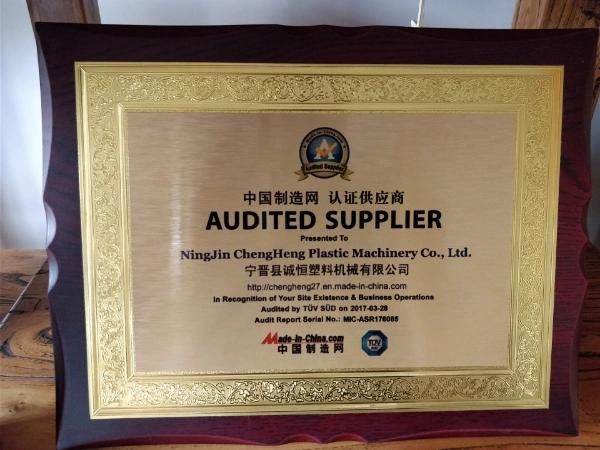 Audited Supplier
中国制造网 认证供应商
AUDITED SUPPLIER
Presented To
NingJin ChengHeng Plastic Machinery Co., Ltd.
宁晋县诚恒塑料机械有限公司
http://chengheng27.en.made-in-china.com
In Recognition of Your Site Existence & Business Operations
Audited by TÜV SÜD on 2017-03-28
Audit Report Serial No.: MIC-ASR176085
Made-in-China.com
中国制造网
TÜV